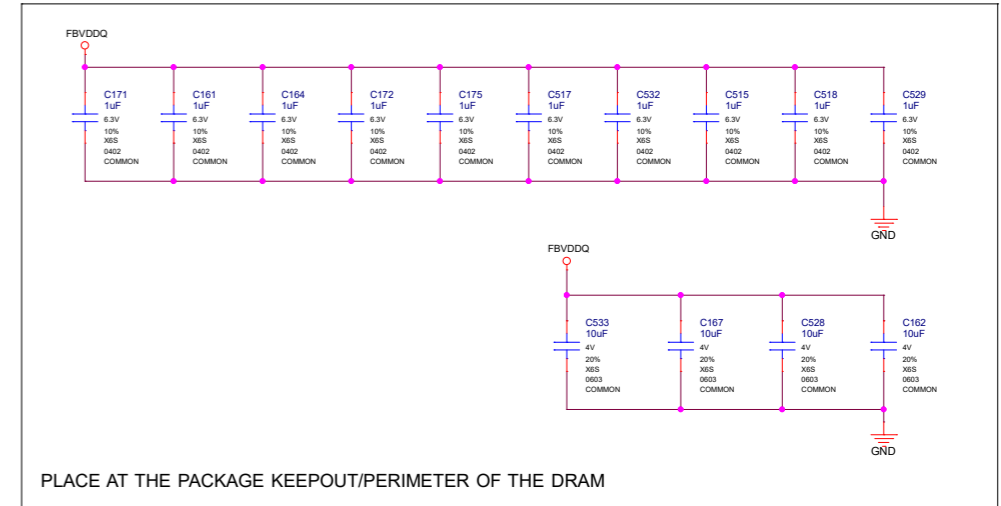 FBVDDQ
C171 C161 C164 C172 C175 C517 C532 C515 C518 C529
1uF 1uF 1uF 1uF 1uF 1uF 1uF 1uF 1uF 1uF
6.3V 6.3V 6.3V 6.3V 6.3V 6.3V 6.3V 6.3V 6.3V 6.3V
10% 10% 10% 10% 10% 10% 10% 10% 10% 10%
X6S X6S X6S X6S X6S X6S X6S X6S X6S X6S
0402 0402 0402 0402 0402 0402 0402 0402 0402 0402
COMMON COMMON COMMON COMMON COMMON COMMON COMMON COMMON COMMON COMMON
GND
FBVDDQ
C533 C167 C528 C162
10uF 10uF 10uF 10uF
4V 4V 4V 4V
20% 20% 20% 20%
X6S X6S X6S X6S
0603 0603 0603 0603
COMMON COMMON COMMON COMMON
GND
PLACE AT THE PACKAGE KEEPOUT/PERIMETER OF THE DRAM